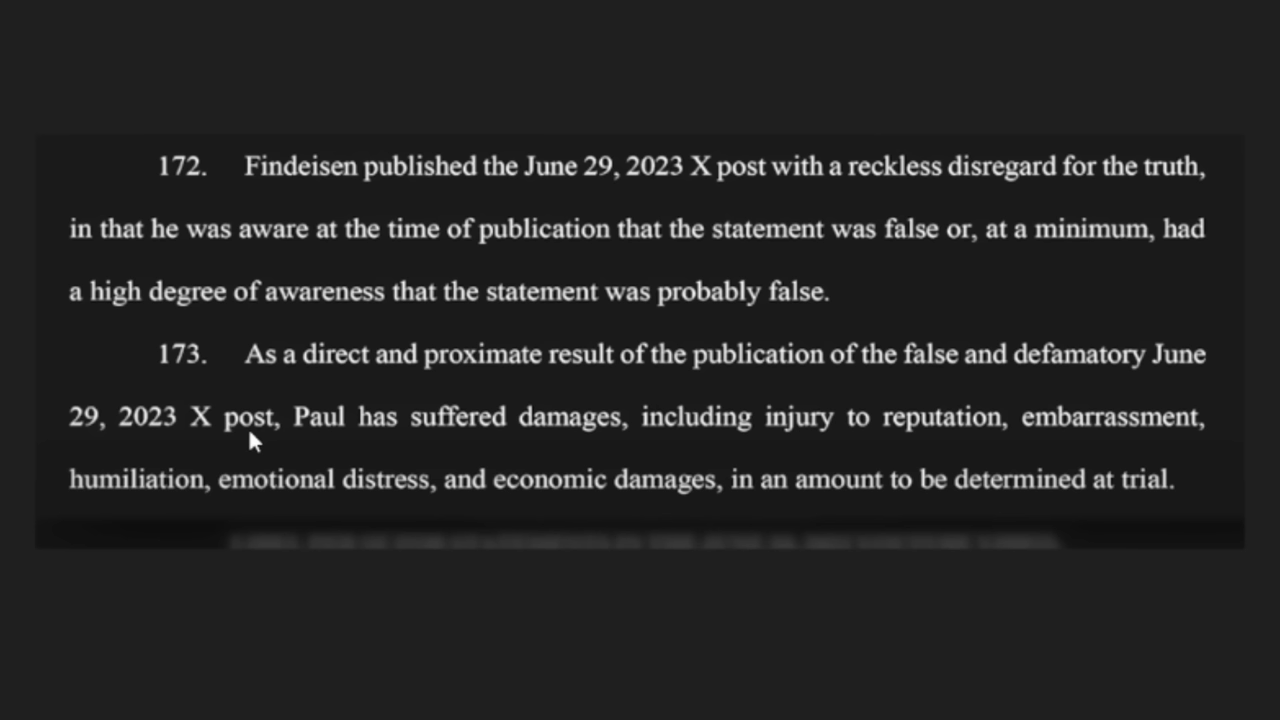 172. Findeisen published the June 29, 2023 X post with a reckless disregard for the truth,
in that he was aware at the time of publication that the statement was false or, at a minimum, had
a high degree of awareness that the statement was probably false.
173. As a direct and proximate result of the publication of the false and defamatory June
29, 2023 X post, Paul has suffered damages, including injury to reputation, embarrassment,
humiliation, emotional distress, and economic damages, in an amount to be determined at trial.